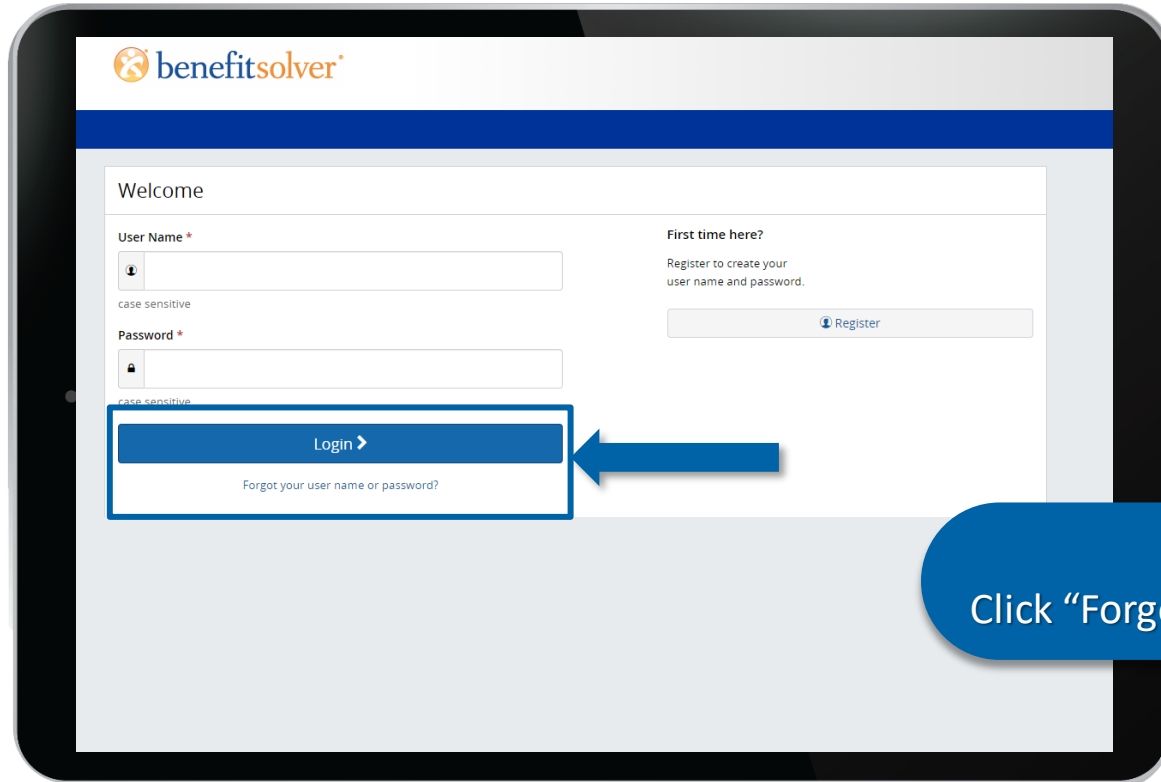 benefitsolver
Welcome
User Name *
case sensitive
Password *
case sensitive
Login
Forgot your user name or password?
First time here?
Register to create your
user name and password.
Register
Click “Forg